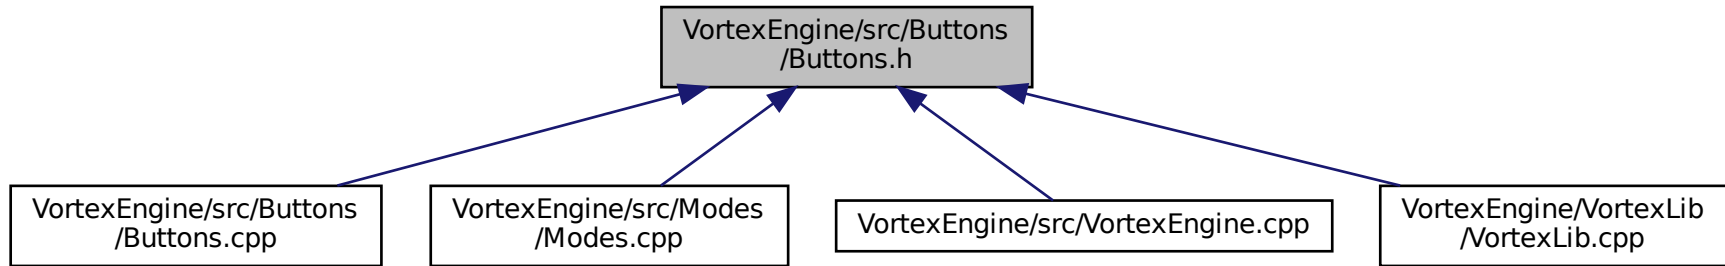 VortexEngine/src/Buttons
/Buttons.h
VortexEngine/src/Buttons
/Buttons.cpp
VortexEngine/src/Modes
/Modes.cpp
VortexEngine/src/VortexEngine.cpp
VortexEngine/VortexLib
/VortexLib.cpp